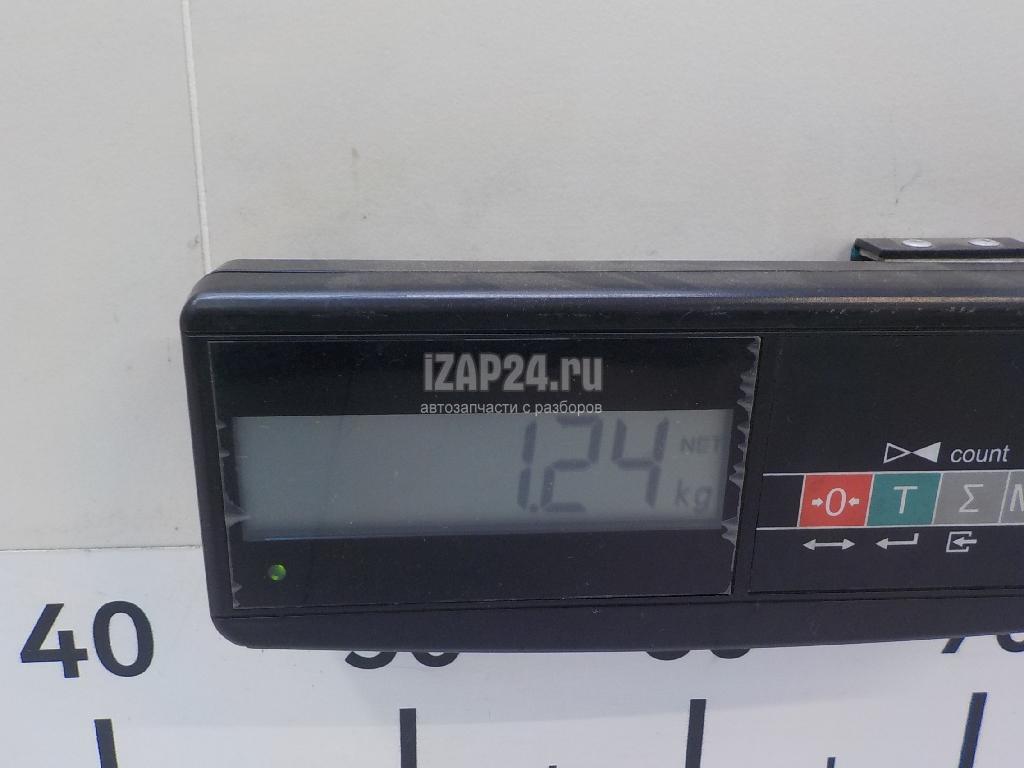 iZAP24.ru
автозапчасти с разборов
1.24 NET
kg
count
→0← T Σ
40